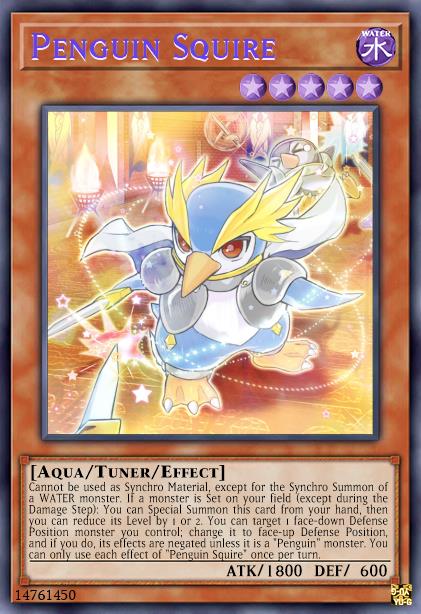 Penguin Squire
WATER
水
[Aqua/Tuner/Effect]
Cannot be used as Synchro Material, except for the Synchro Summon of
a WATER monster. If a monster is Set on your field (except during the
Damage Step): You can Special Summon this card from your hand, then
you can reduce its Level by 1 or 2. You can target 1 face-down Defense
Position monster you control; change it to face-up Defense Position,
and if you do, its effects are negated unless it is a "Penguin" monster. You
can only use each effect of "Penguin Squire" once per turn.
ATK/1800 DEF/ 600
14761450